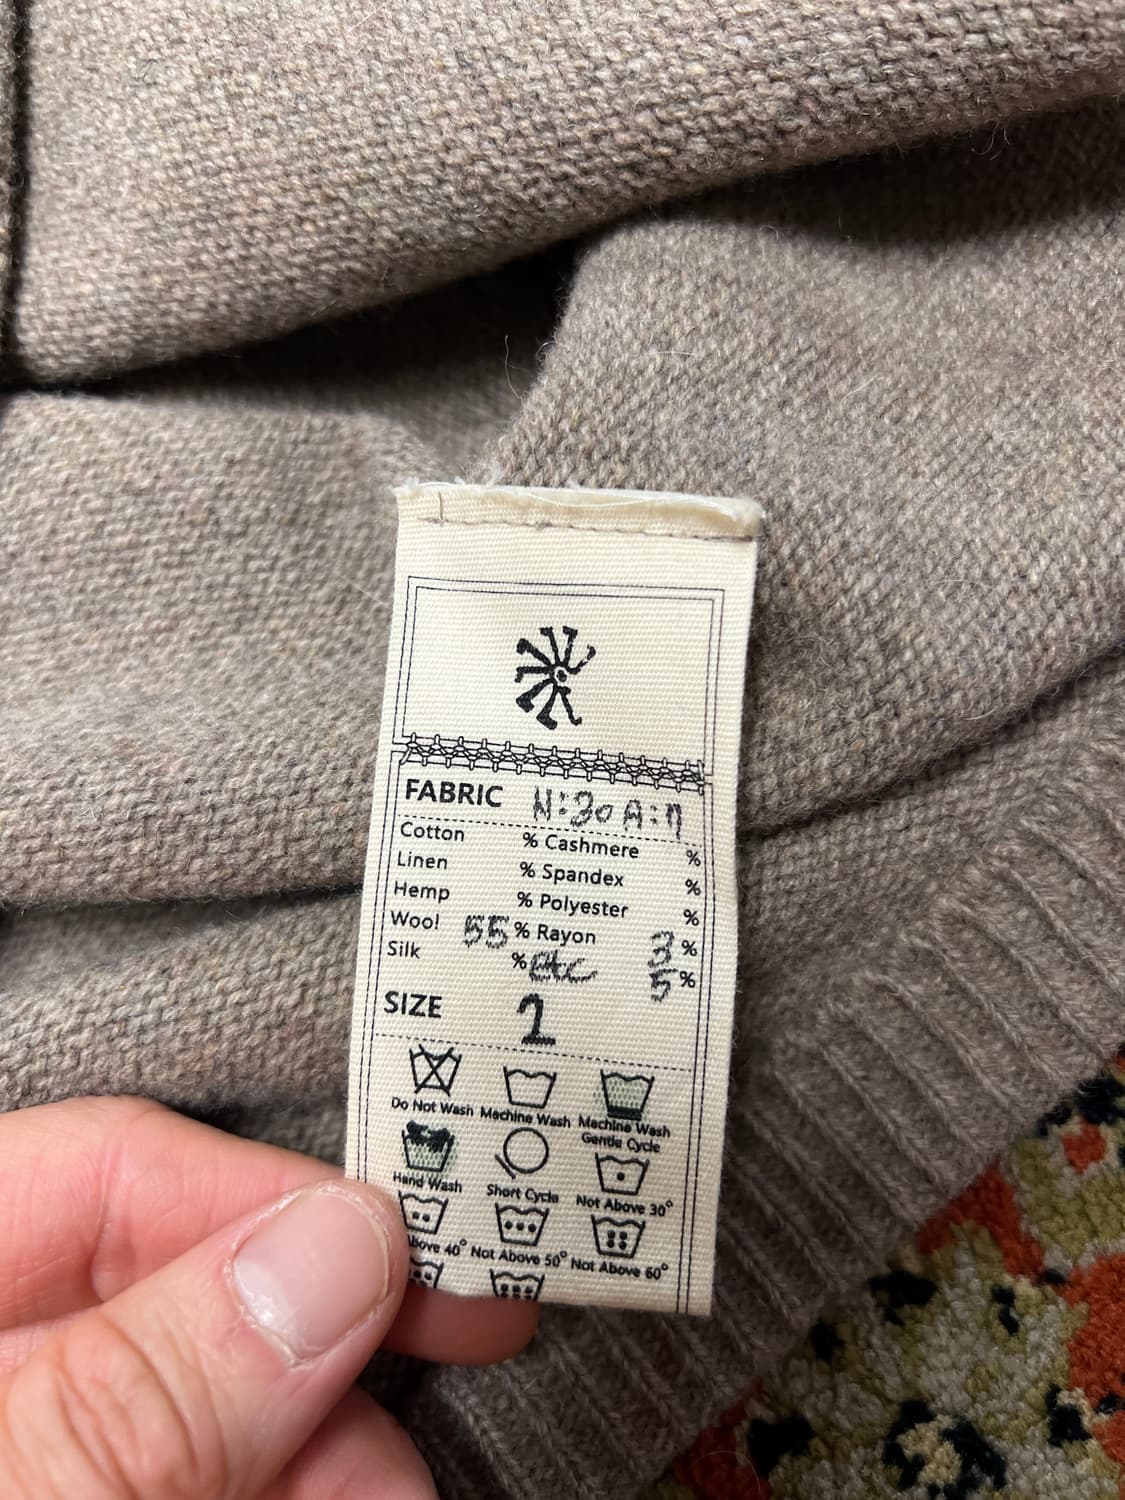 FABRIC N:30 A:7
Cotton % Cashmere %
Linen % Spandex %
Hemp % Polyester %
Wool 55% Rayon 3%
Silk % etc 5%
SIZE 2
Do Not Wash Machine Wash Machine Wash Gentle Cycle
Hand Wash Short Cycle Not Above 30°
Above 40° Not Above 50° Not Above 60°